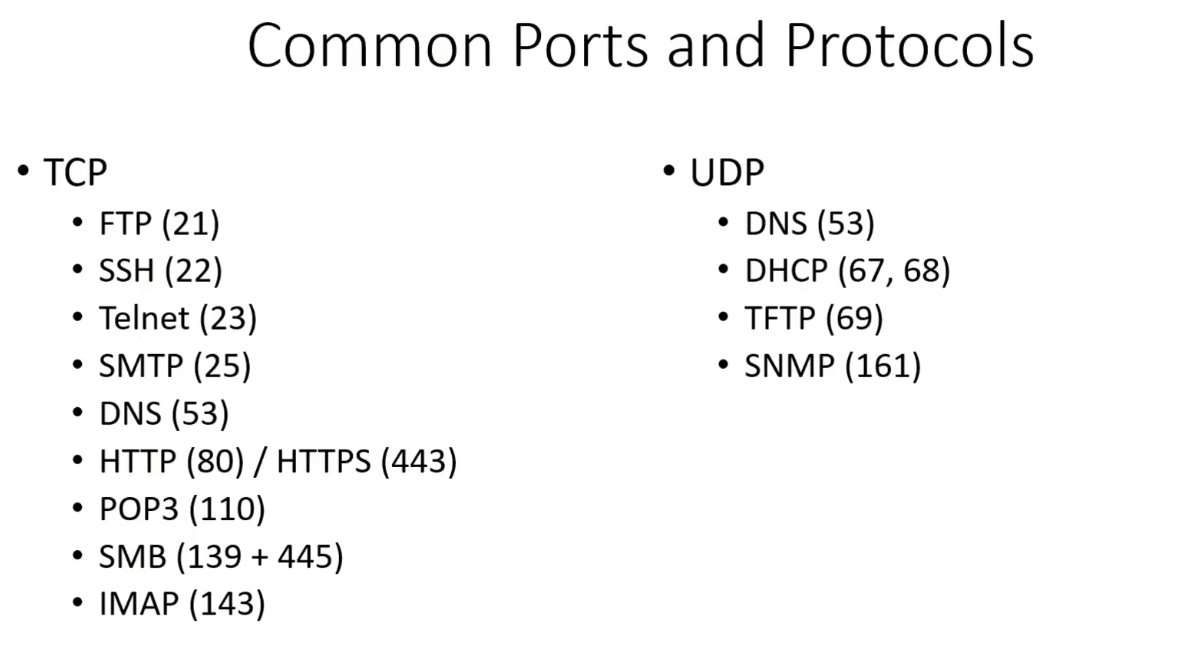 Common Ports and Protocols
• TCP
• FTP (21)
• SSH (22)
• Telnet (23)
• SMTP (25)
• DNS (53)
• HTTP (80) / HTTPS (443)
• POP3 (110)
• SMB (139 + 445)
• IMAP (143)
• UDP
• DNS (53)
• DHCP (67, 68)
• TFTP (69)
• SNMP (161)